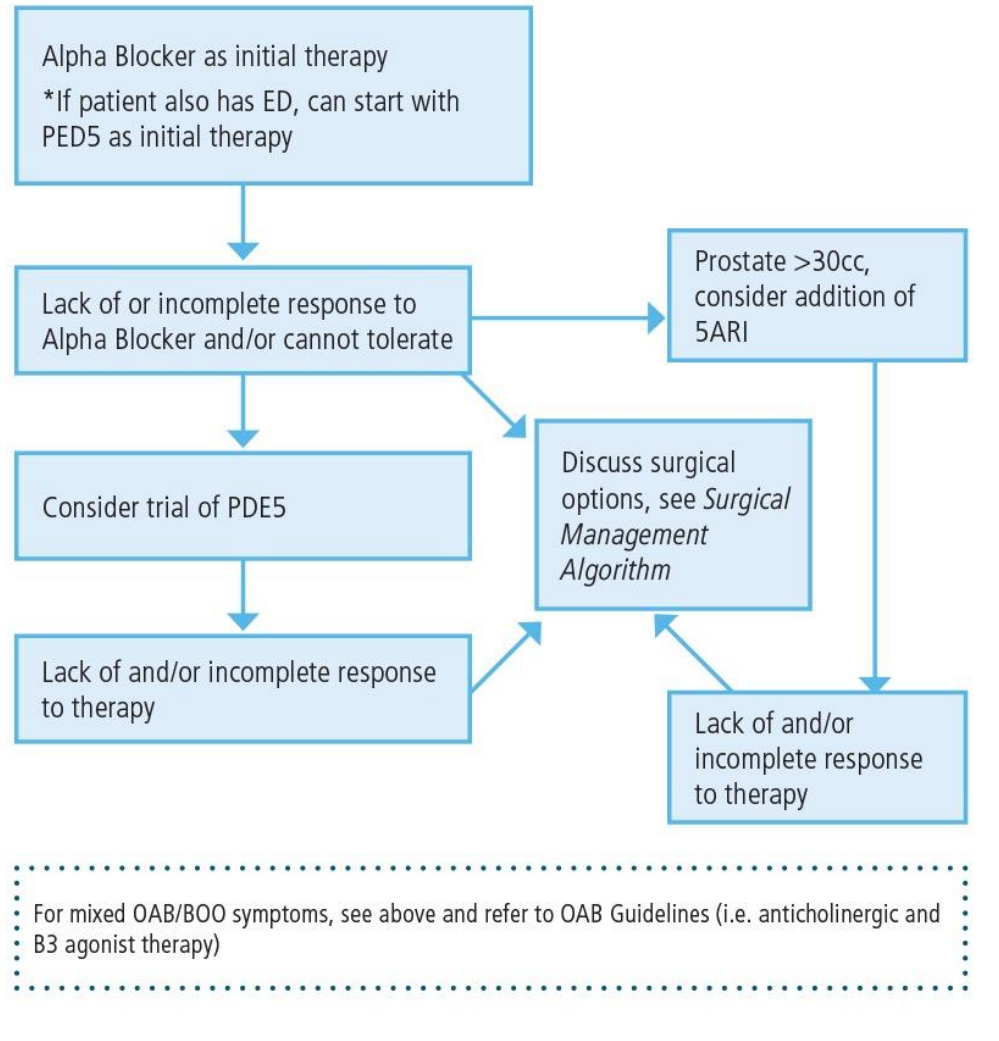 Alpha Blocker as initial therapy
*If patient also has ED, can start with
PED5 as initial therapy
Lack of or incomplete response to
Alpha Blocker and/or cannot tolerate
Prostate >30cc,
consider addition of
5ARI
Consider trial of PDE5
Discuss surgical
options, see Surgical
Management
Algorithm
Lack of and/or incomplete response
to therapy
Lack of and/or
incomplete response
to therapy
For mixed OAB/BOO symptoms, see above and refer to OAB Guidelines (i.e. anticholinergic and
B3 agonist therapy)